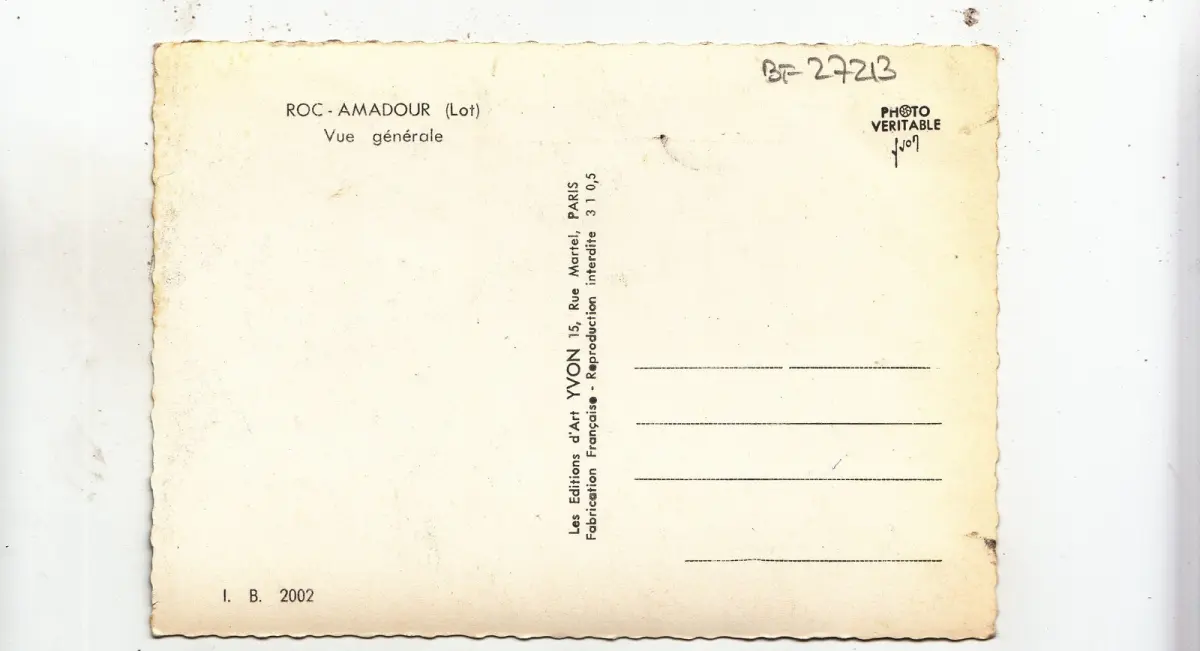 BF-27213
ROC-AMADOUR (Lot)
Vue générale
PHOTO
VERITABLE
yvon
Les Editions d'Art YVON 15, Rue Martel, PARIS
Fabrication Française - Reproduction interdite 3 1 0,5
I. B. 2002